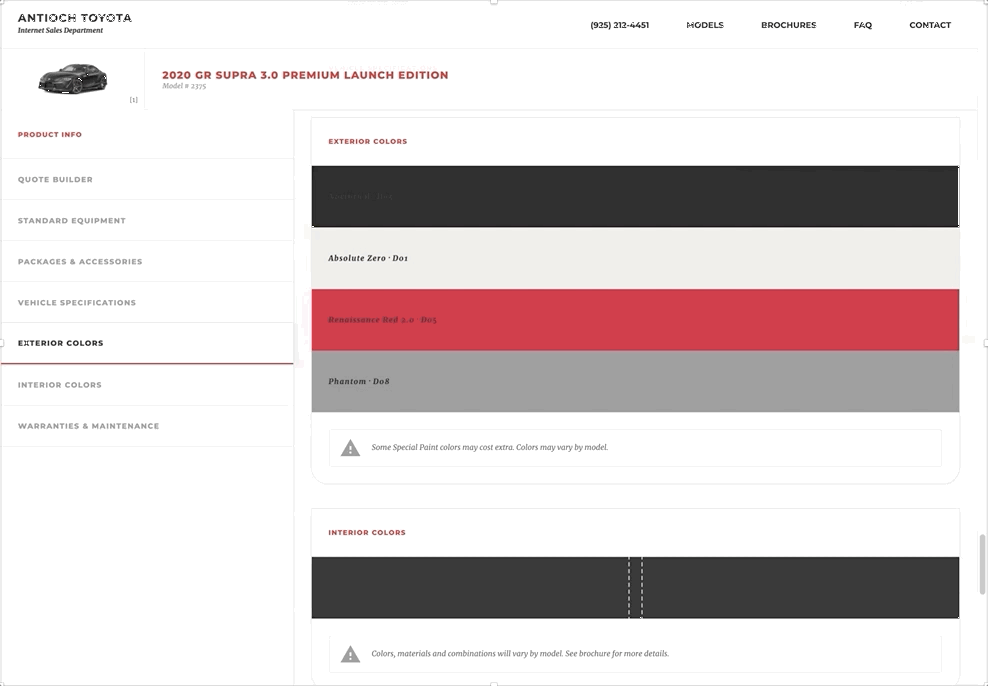 ANTIOCH TOYOTA
Internet Sales Department
(925) 212-4451
MODELS
BROCHURES
FAQ
CONTACT
[1]
2020 GR SUPRA 3.0 PREMIUM LAUNCH EDITION
Model # 2375
PRODUCT INFO
QUOTE BUILDER
STANDARD EQUIPMENT
PACKAGES & ACCESSORIES
VEHICLE SPECIFICATIONS
EXTERIOR COLORS
INTERIOR COLORS
WARRANTIES & MAINTENANCE
EXTERIOR COLORS
Absolute Zero · D01
Renaissance Red 2.0 · D05
Phantom · D08
Some Special Paint colors may cost extra. Colors may vary by model.
INTERIOR COLORS
Colors, materials and combinations will vary by model. See brochure for more details.